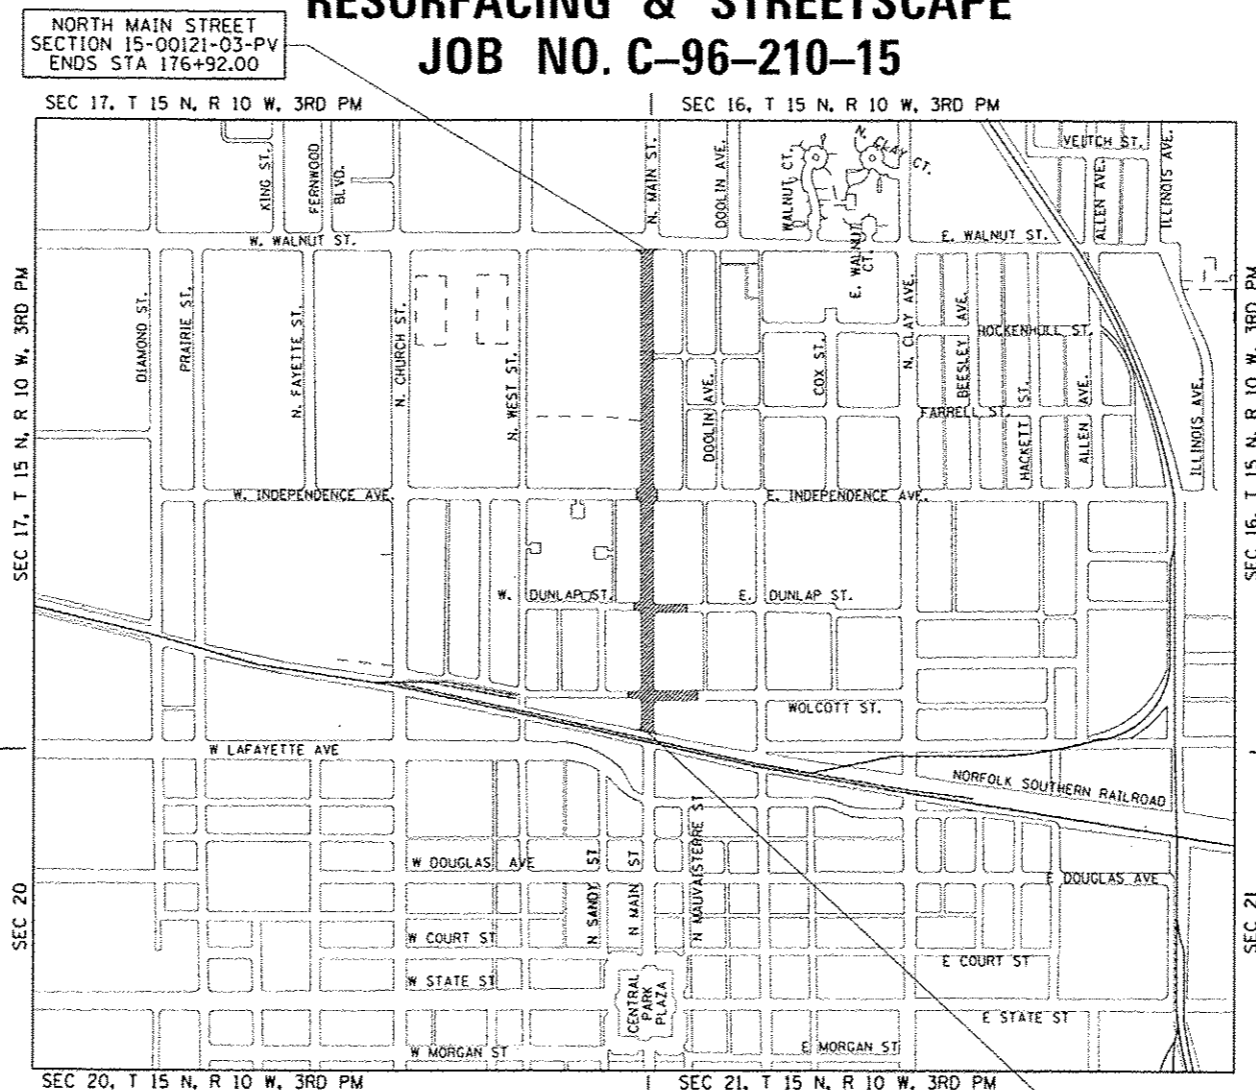 RESURFACING & STREETSCAPE
JOB NO. C-96-210-15
NORTH MAIN STREET
SECTION 15-00121-03-PV
ENDS STA 176+92.00
SEC 17, T 15 N, R 10 W, 3RD PM
SEC 16, T 15 N, R 10 W, 3RD PM
KING ST.
FERNWOOD
BLVD.
N. MAIN ST.
DOOLIN AVE.
WALNUT CT.
N. CLAY CT.
VEITCH ST.
ALLEN AVE.
ILLINOIS AVE.
W. WALNUT ST.
E. WALNUT
CT.
E. WALNUT ST.
SEC 17, T 15 N, R 10 W, 3RD PM
DIAMOND ST.
PRAIRIE ST.
N. FAYETTE ST.
N. CHURCH ST.
N. WEST ST.
DOOLIN AVE.
COX ST.
N. CLAY AVE.
BEESLEY AVE.
HOCKENHULL ST.
FARRELL ST.
HACKETT ST.
ALLEN AVE.
ILLINOIS AVE.
SEC 16, T 15 N, R 10 W, 3RD PM
W. INDEPENDENCE AVE.
E. INDEPENDENCE AVE.
W. DUNLAP ST.
E. DUNLAP ST.
WOLCOTT ST.
W LAFAYETTE AVE
NORFOLK SOUTHERN RAILROAD
W DOUGLAS AVE
N SANDY ST
N MAIN ST
N MAUVAISTERRE ST
E DOUGLAS AVE
SEC 20
SEC 21
W COURT ST
E COURT ST
W STATE ST
CENTRAL
PARK
PLAZA
E STATE ST
W MORGAN ST
E MORGAN ST
SEC 20, T 15 N, R 10 W, 3RD PM
SEC 21, T 15 N, R 10 W, 3RD PM